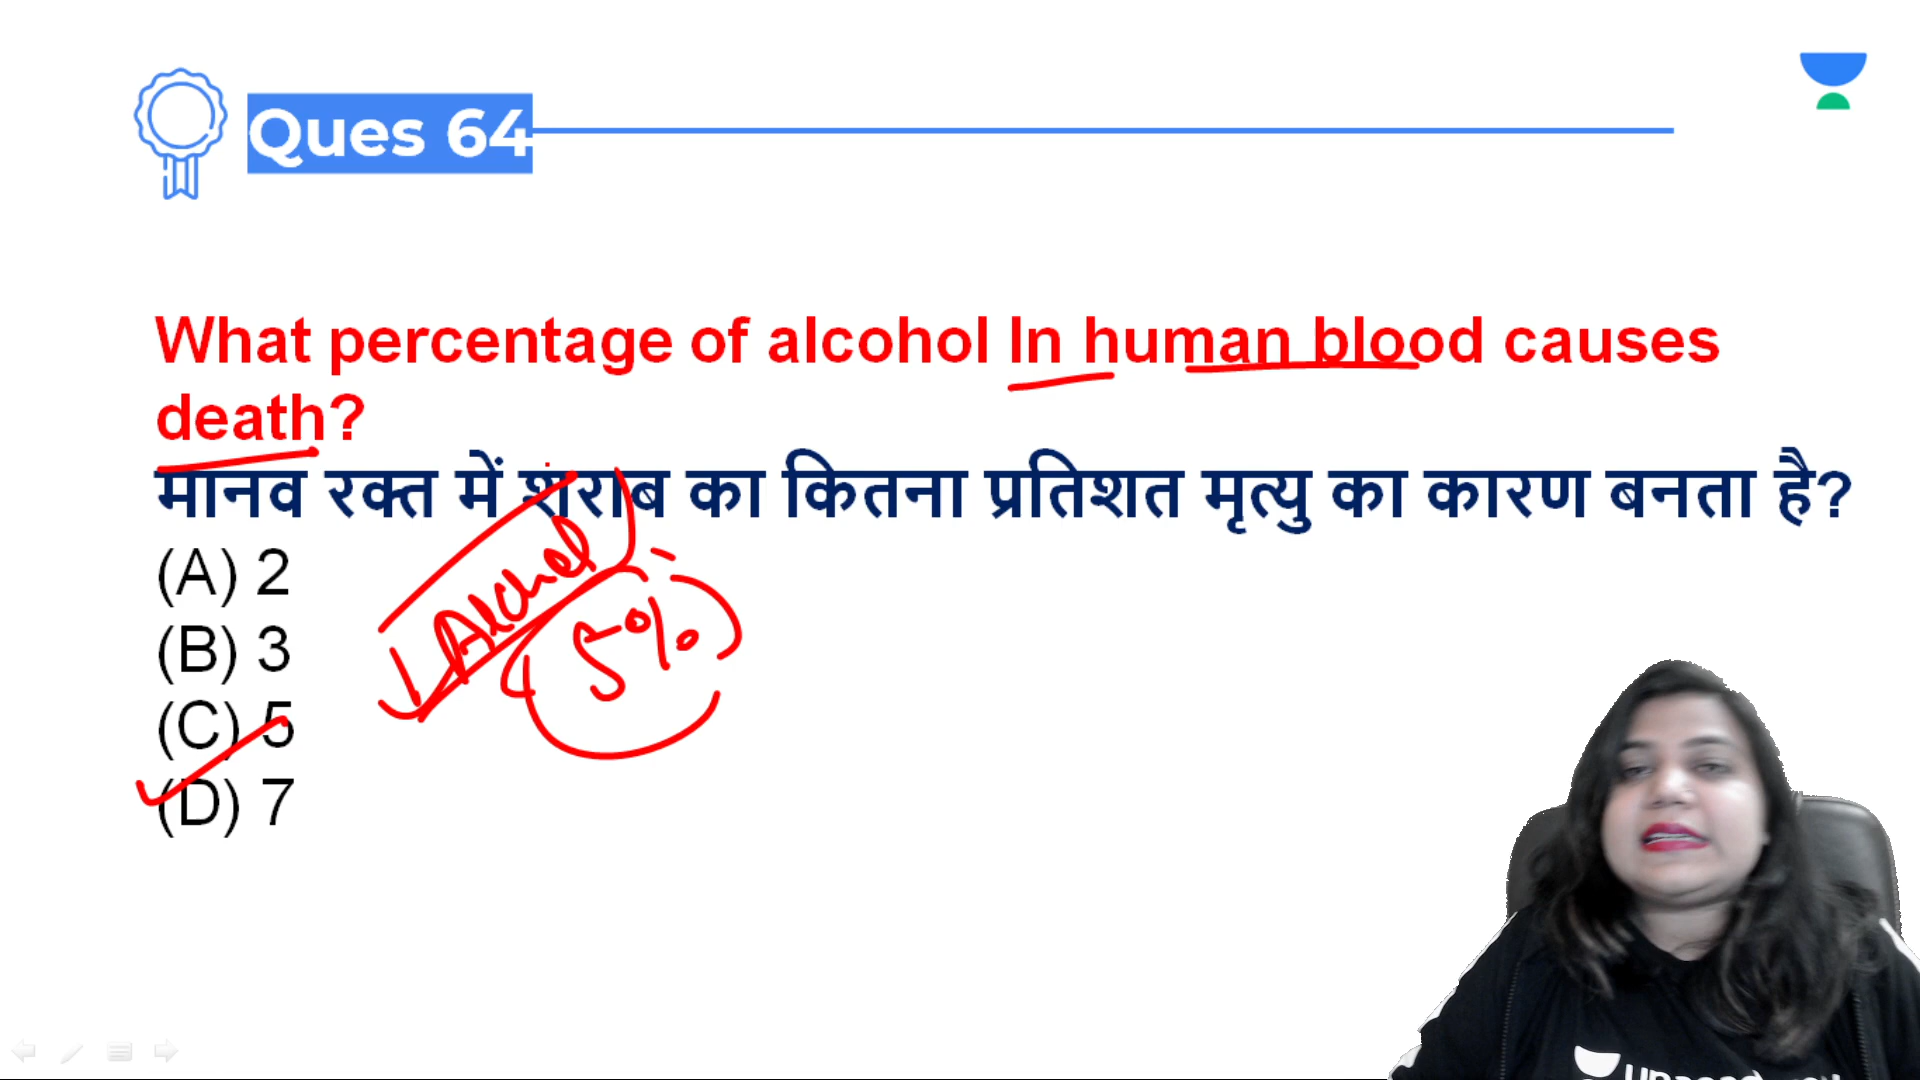 Ques 64
What percentage of alcohol In human blood causes
death?
मानव रक्त में शराब का कितना प्रतिशत मृत्यु का कारण बनता है?
(A) 2
(B) 3
(C) 5
(D) 7
Alcohol
5%